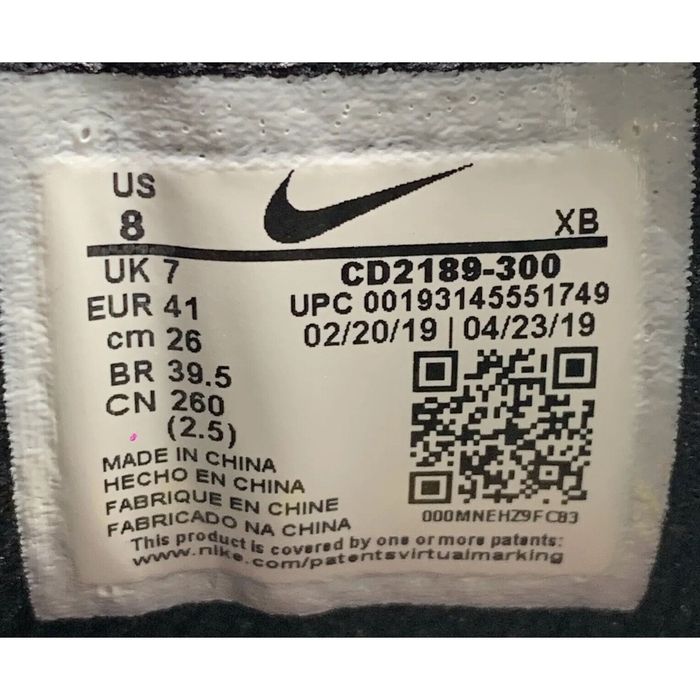 US
8
XB
UK 7
EUR 41
cm 26
BR 39.5
CN 260
(2.5)
CD2189-300
UPC 00193145551749
02/20/19 | 04/23/19
000MNEHZ9FC83
MADE IN CHINA
HECHO EN CHINA
FABRIQUE EN CHINE
FABRICADO NA CHINA
This product is covered by one or more patents:
www.nike.com/patentsvirtualmarking